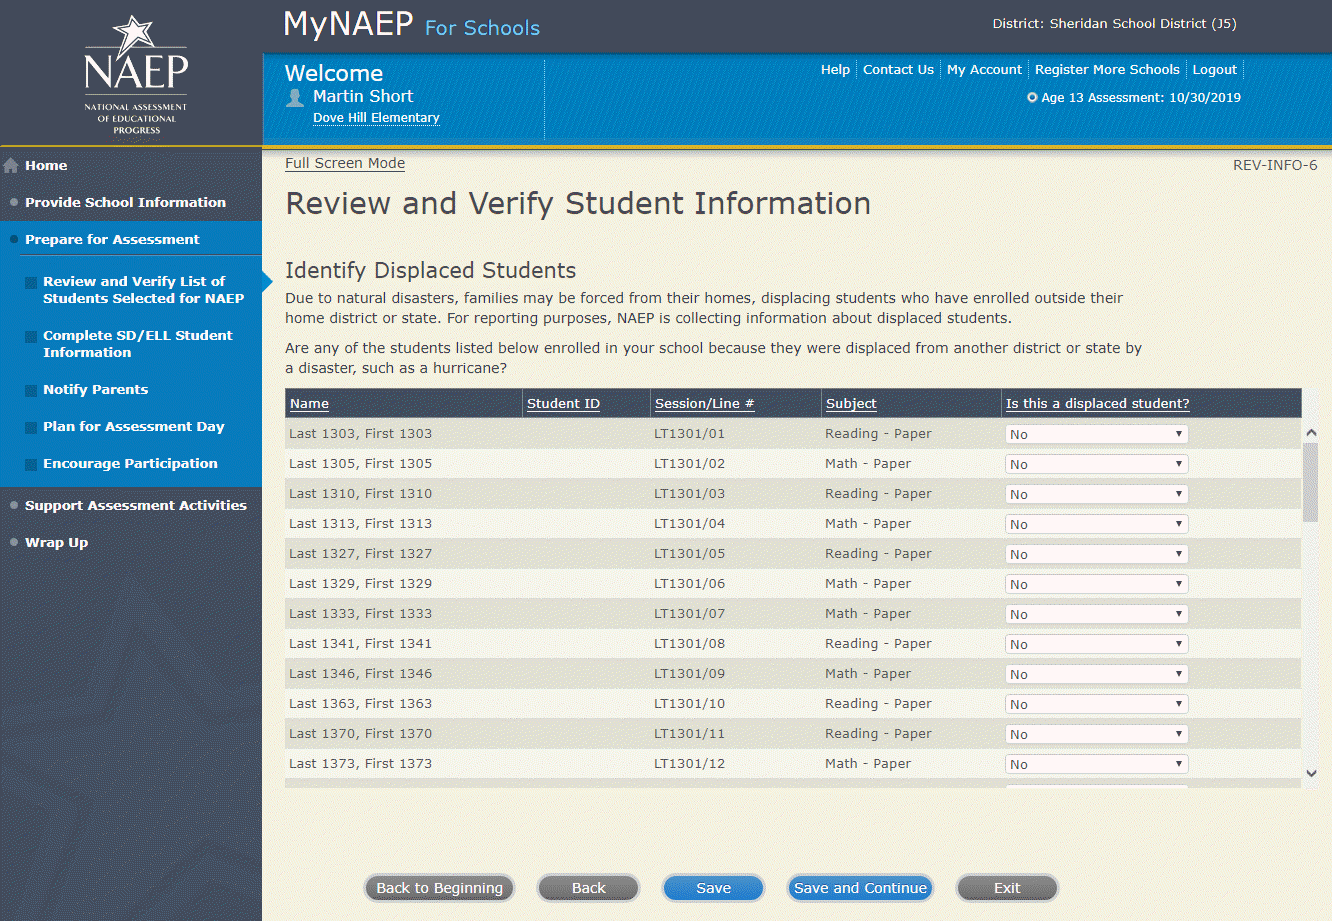 NAEP
NATIONAL ASSESSMENT
OF EDUCATIONAL
PROGRESS
MyNAEP For Schools
District: Sheridan School District (J5)
Welcome
Martin Short
Dove Hill Elementary
Help Contact Us My Account Register More Schools Logout
Age 13 Assessment: 10/30/2019
Home
Provide School Information
Prepare for Assessment
Review and Verify List of
Students Selected for NAEP
Complete SD/ELL Student
Information
Notify Parents
Plan for Assessment Day
Encourage Participation
Support Assessment Activities
Wrap Up
Full Screen Mode
REV-INFO-6
Review and Verify Student Information
Identify Displaced Students
Due to natural disasters, families may be forced from their homes, displacing students who have enrolled outside their
home district or state. For reporting purposes, NAEP is collecting information about displaced students.
Are any of the students listed below enrolled in your school because they were displaced from another district or state by
a disaster, such as a hurricane?
Name Student ID Session/Line # Subject Is this a displaced student?
Last 1303, First 1303 LT1301/01 Reading - Paper No
Last 1305, First 1305 LT1301/02 Math - Paper No
Last 1310, First 1310 LT1301/03 Reading - Paper No
Last 1313, First 1313 LT1301/04 Math - Paper No
Last 1327, First 1327 LT1301/05 Reading - Paper No
Last 1329, First 1329 LT1301/06 Math - Paper No
Last 1333, First 1333 LT1301/07 Math - Paper No
Last 1341, First 1341 LT1301/08 Reading - Paper No
Last 1346, First 1346 LT1301/09 Math - Paper No
Last 1363, First 1363 LT1301/10 Reading - Paper No
Last 1370, First 1370 LT1301/11 Reading - Paper No
Last 1373, First 1373 LT1301/12 Math - Paper No
Back to Beginning Back Save Save and Continue Exit